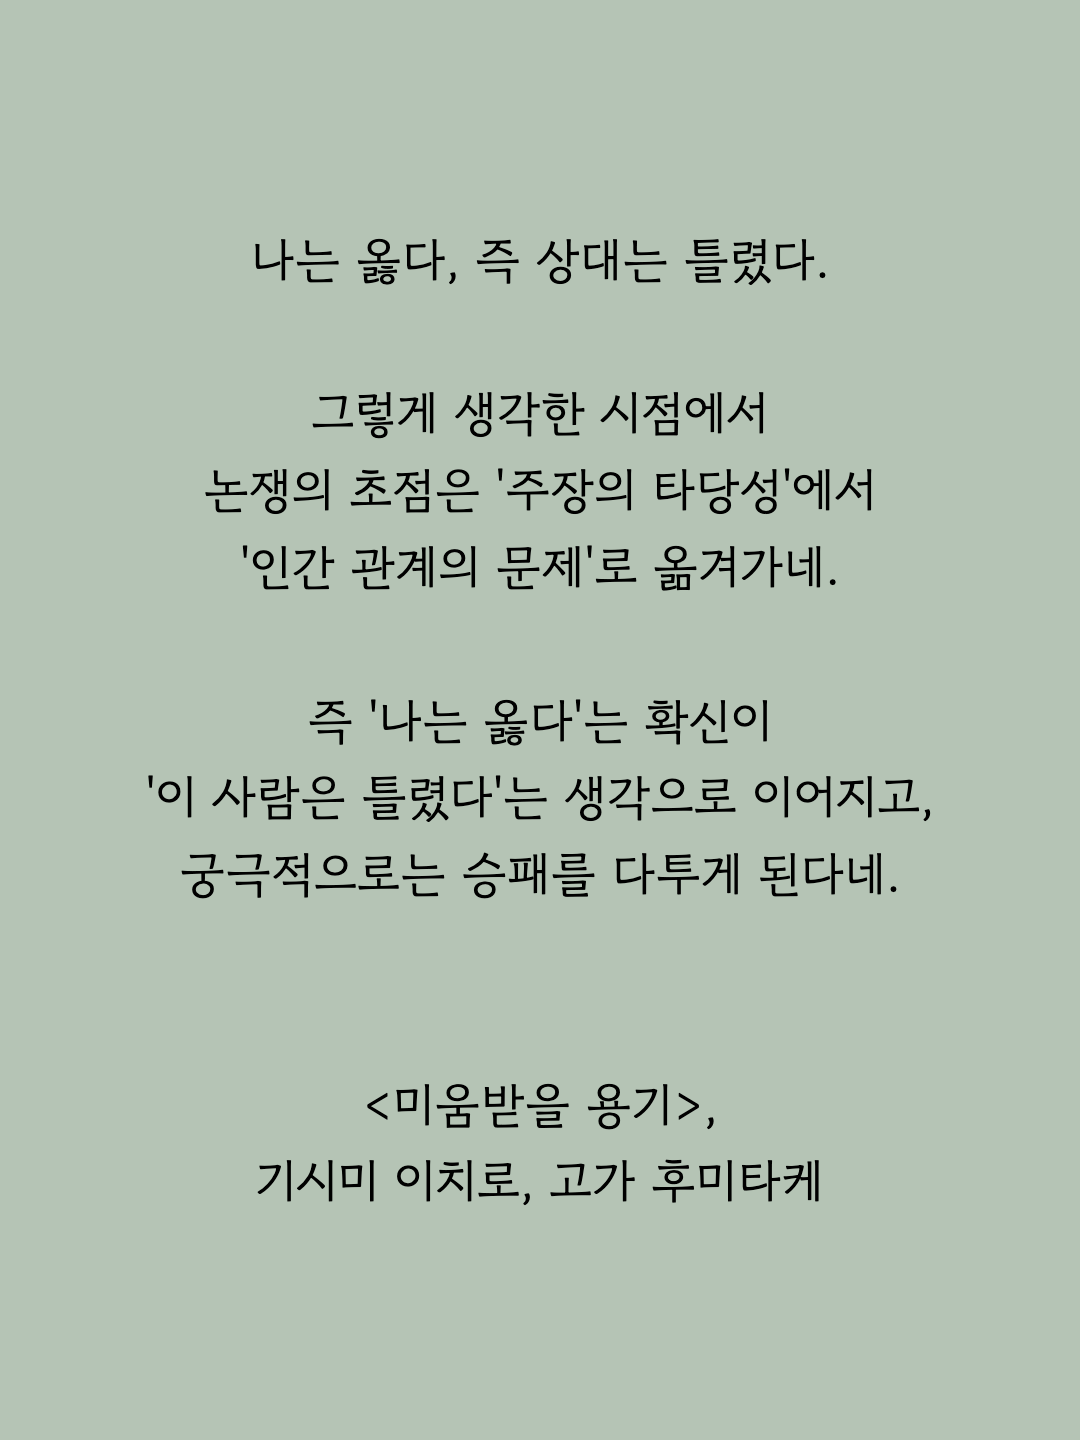 나는 옳다, 즉 상대는 틀렸다.
그렇게 생각한 시점에서
논쟁의 초점은 '주장의 타당성'에서
'인간 관계의 문제'로 옮겨가네.
즉 '나는 옳다'는 확신이
'이 사람은 틀렸다'는 생각으로 이어지고,
궁극적으로는 승패를 다투게 된다네.
<미움받을 용기>,
기시미 이치로, 고가 후미타케